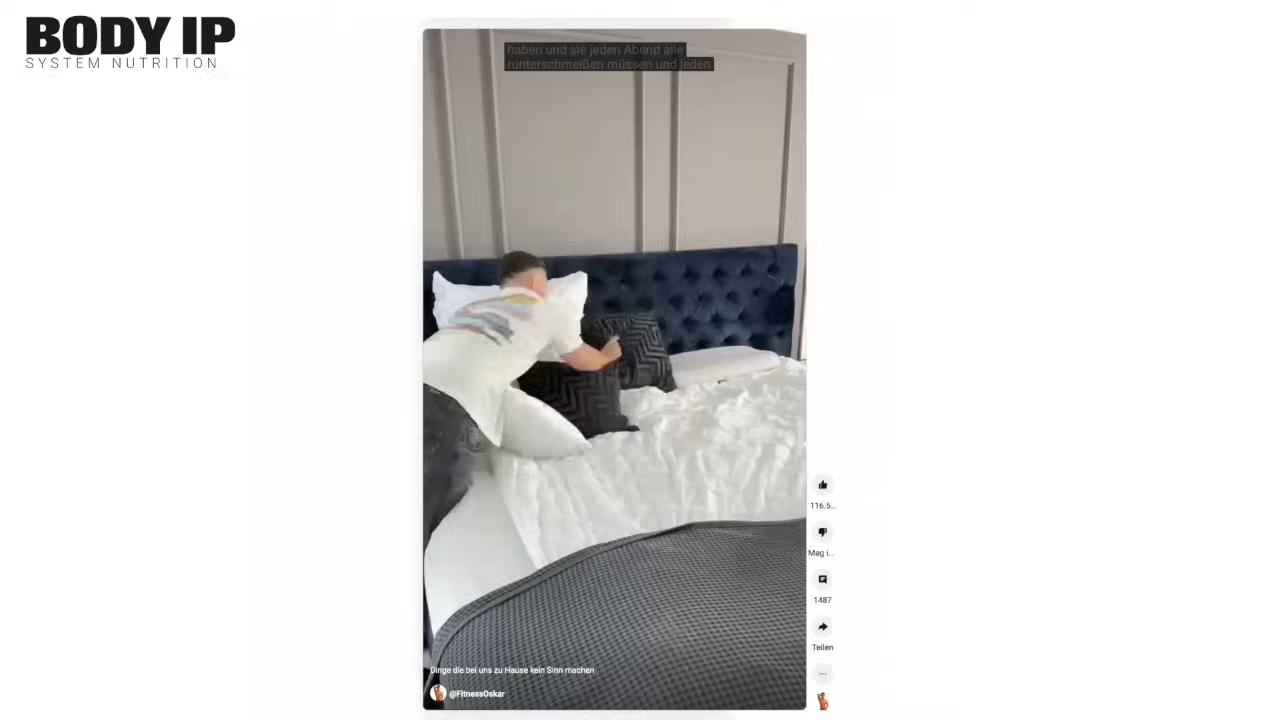 BODY IP
SYSTEM NUTRITION
haben und sie jeden Abend alle
runterschmeißen müssen und jeden
116.5...
Mag i...
1487
Teilen
Dinge die bei uns zu Hause kein Sinn machen
@FitnessOskar